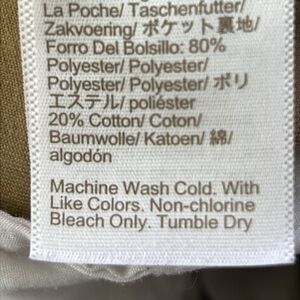 La Poche/ Taschenfutter/
Zakvoering/ ポケット裏地/
Forro Del Bolsillo: 80%
Polyester/ Polyester/
Polyester/ Polyester/ ポリ
エステル/ poliéster
20% Cotton/ Coton/
Baumwolle/ Katoen/ 綿/
algodón
Machine Wash Cold. With
Like Colors. Non-chlorine
Bleach Only. Tumble Dry